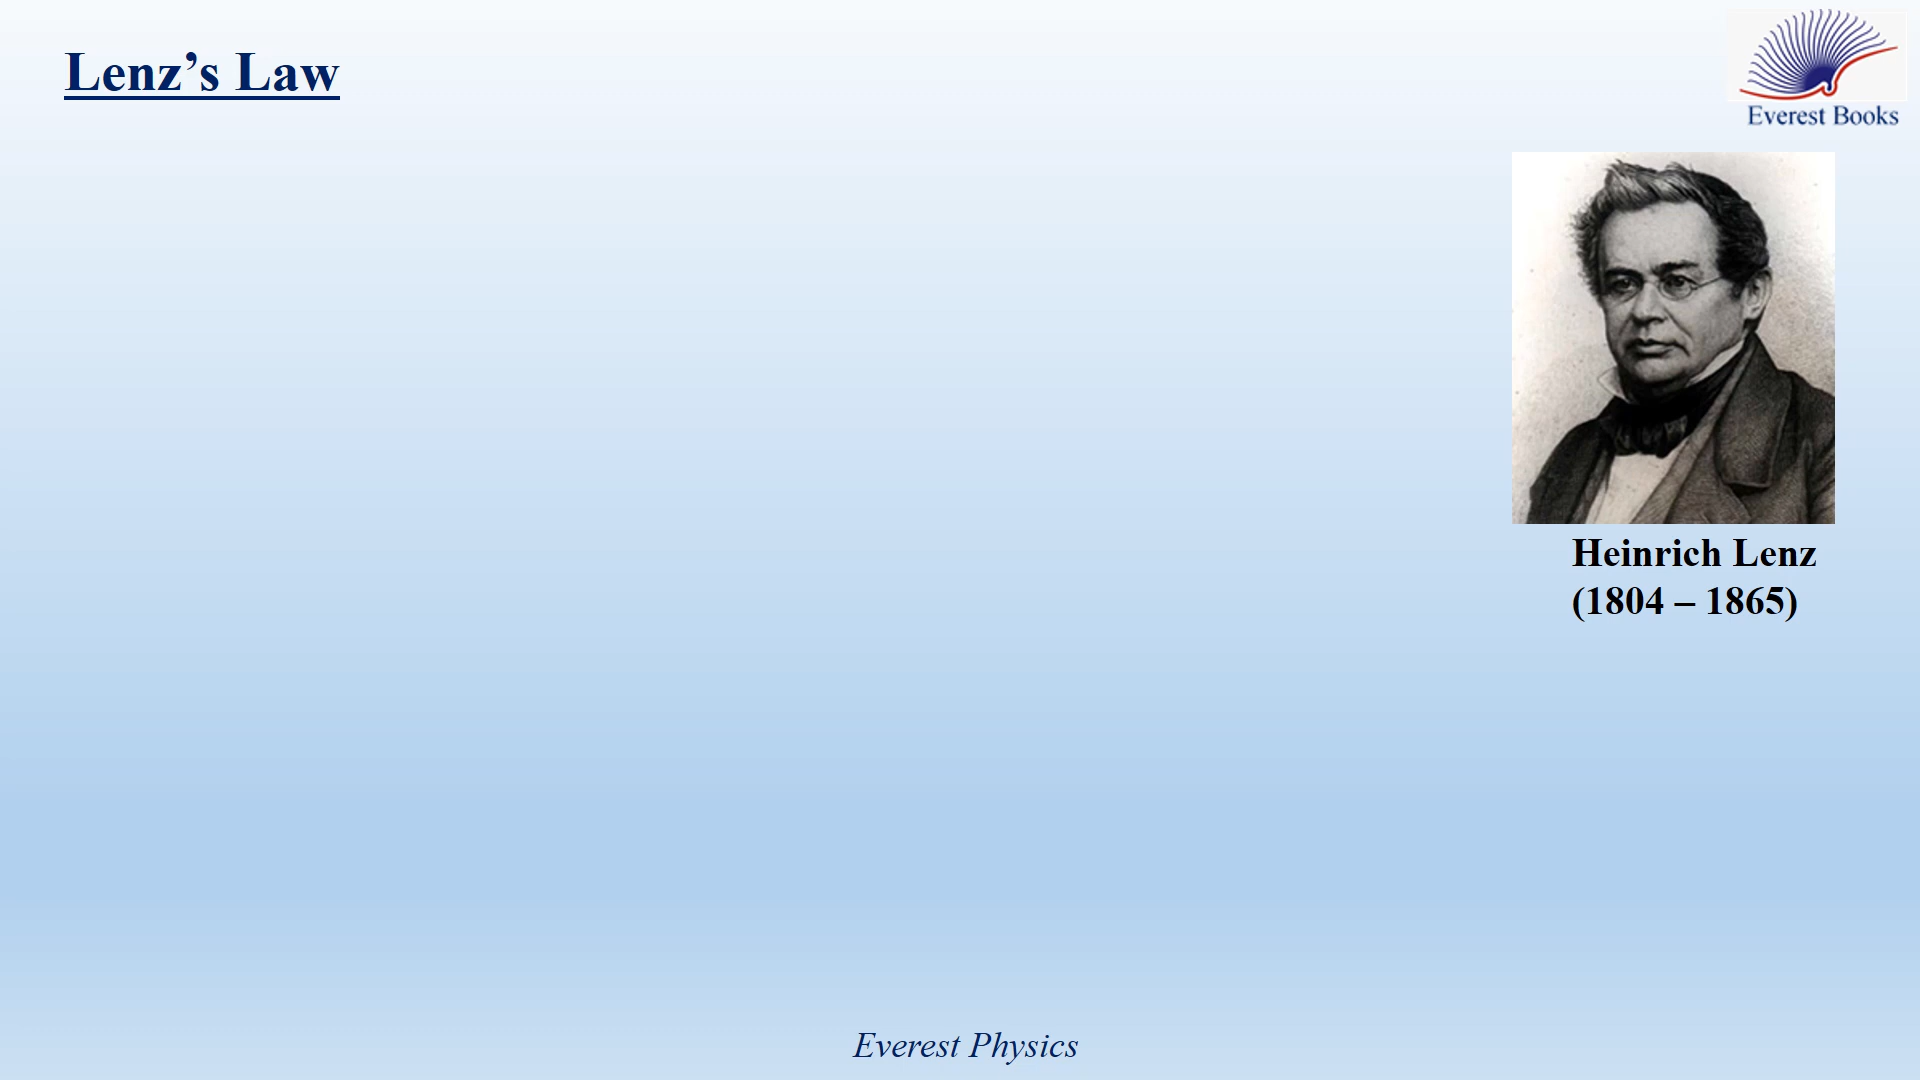 Lenz’s Law
Everest Books
Heinrich Lenz
(1804 – 1865)
Everest Physics